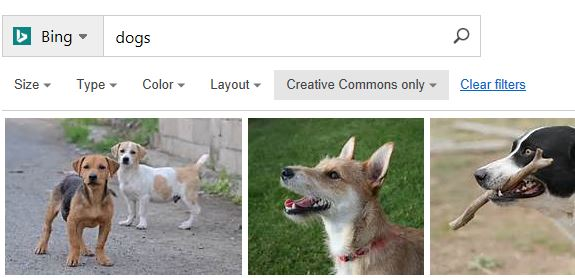 Bing dogs
Size Type Color Layout Creative Commons only Clear filters